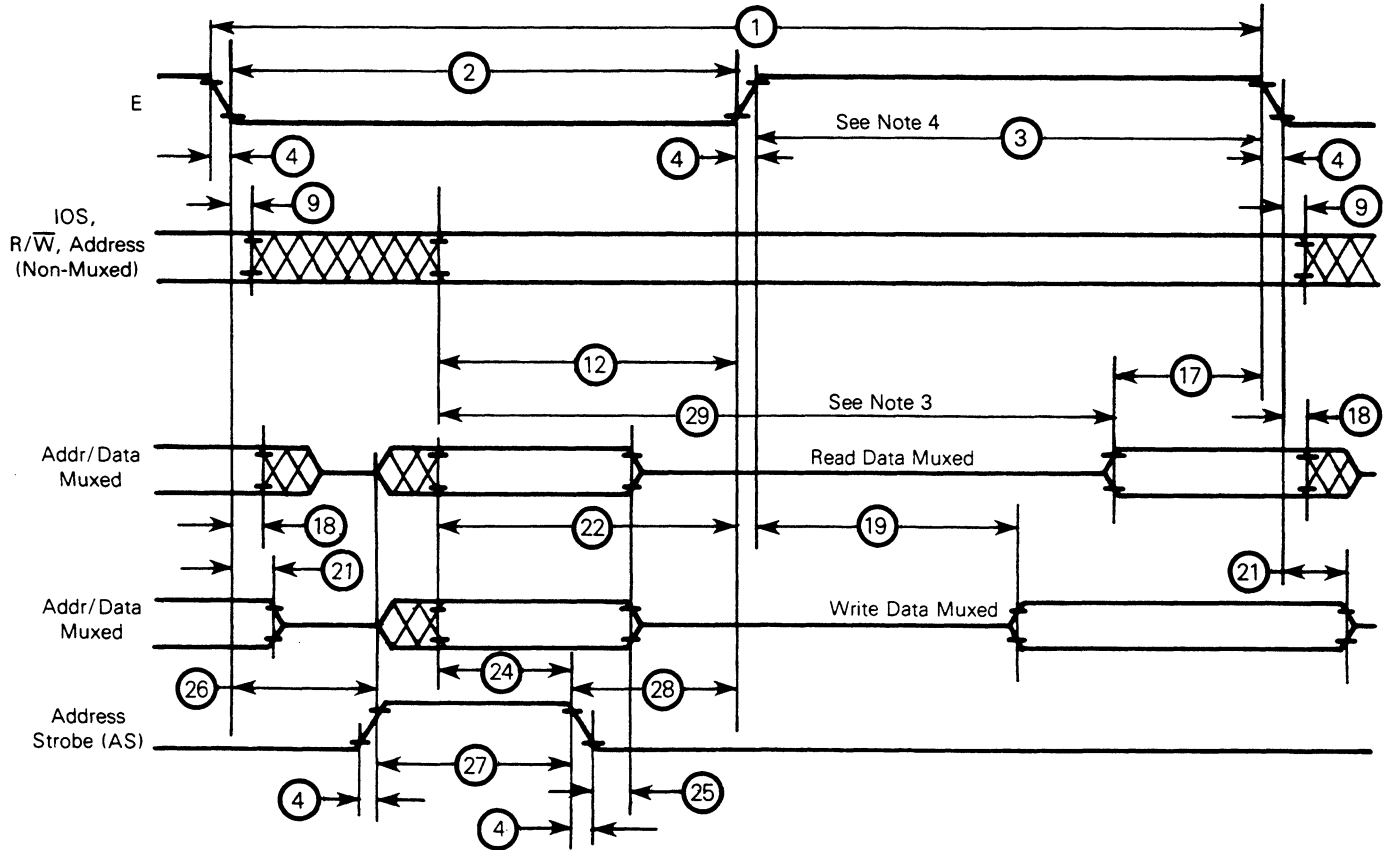 1
2
E
See Note 4
3
4
4
4
9
9
IOS,
R/W̅, Address
(Non-Muxed)
12
17
See Note 3
29
18
Addr/Data
Muxed
Read Data Muxed
18
22
19
21
21
Addr/Data
Muxed
Write Data Muxed
24
26
28
Address
Strobe (AS)
27
25
4
4